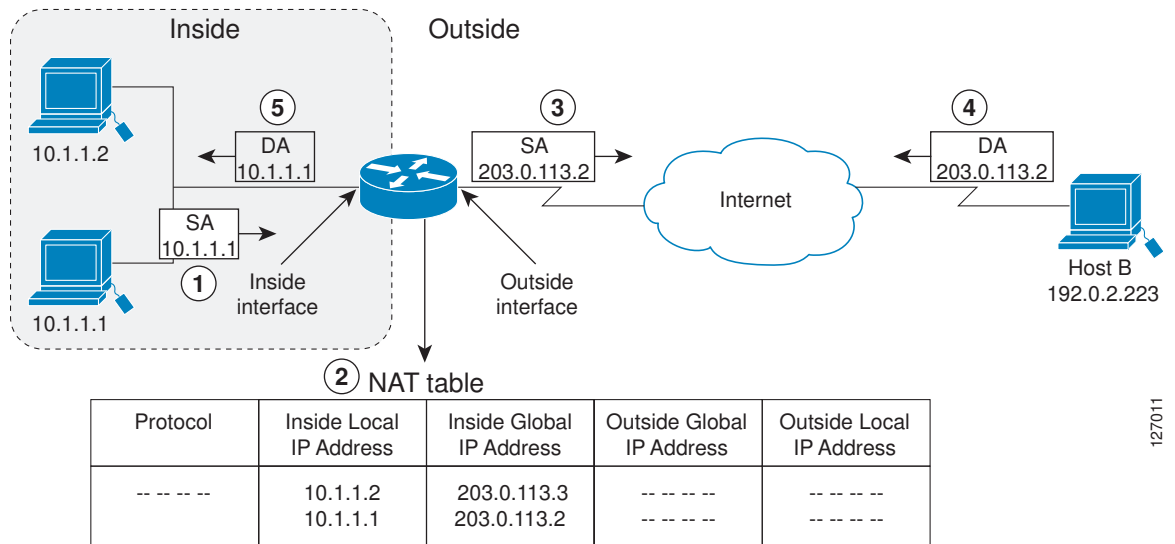 Inside
Outside
10.1.1.2
5
DA
10.1.1.1
3
SA
203.0.113.2
4
DA
203.0.113.2
Internet
SA
10.1.1.1
1
10.1.1.1
Inside
interface
Outside
interface
Host B
192.0.2.223
2 NAT table
Protocol
Inside Local
IP Address
Inside Global
IP Address
Outside Global
IP Address
Outside Local
IP Address
-- -- -- -- 10.1.1.2 203.0.113.3 -- -- -- -- -- -- -- --
10.1.1.1 203.0.113.2 -- -- -- -- -- -- -- --
127011